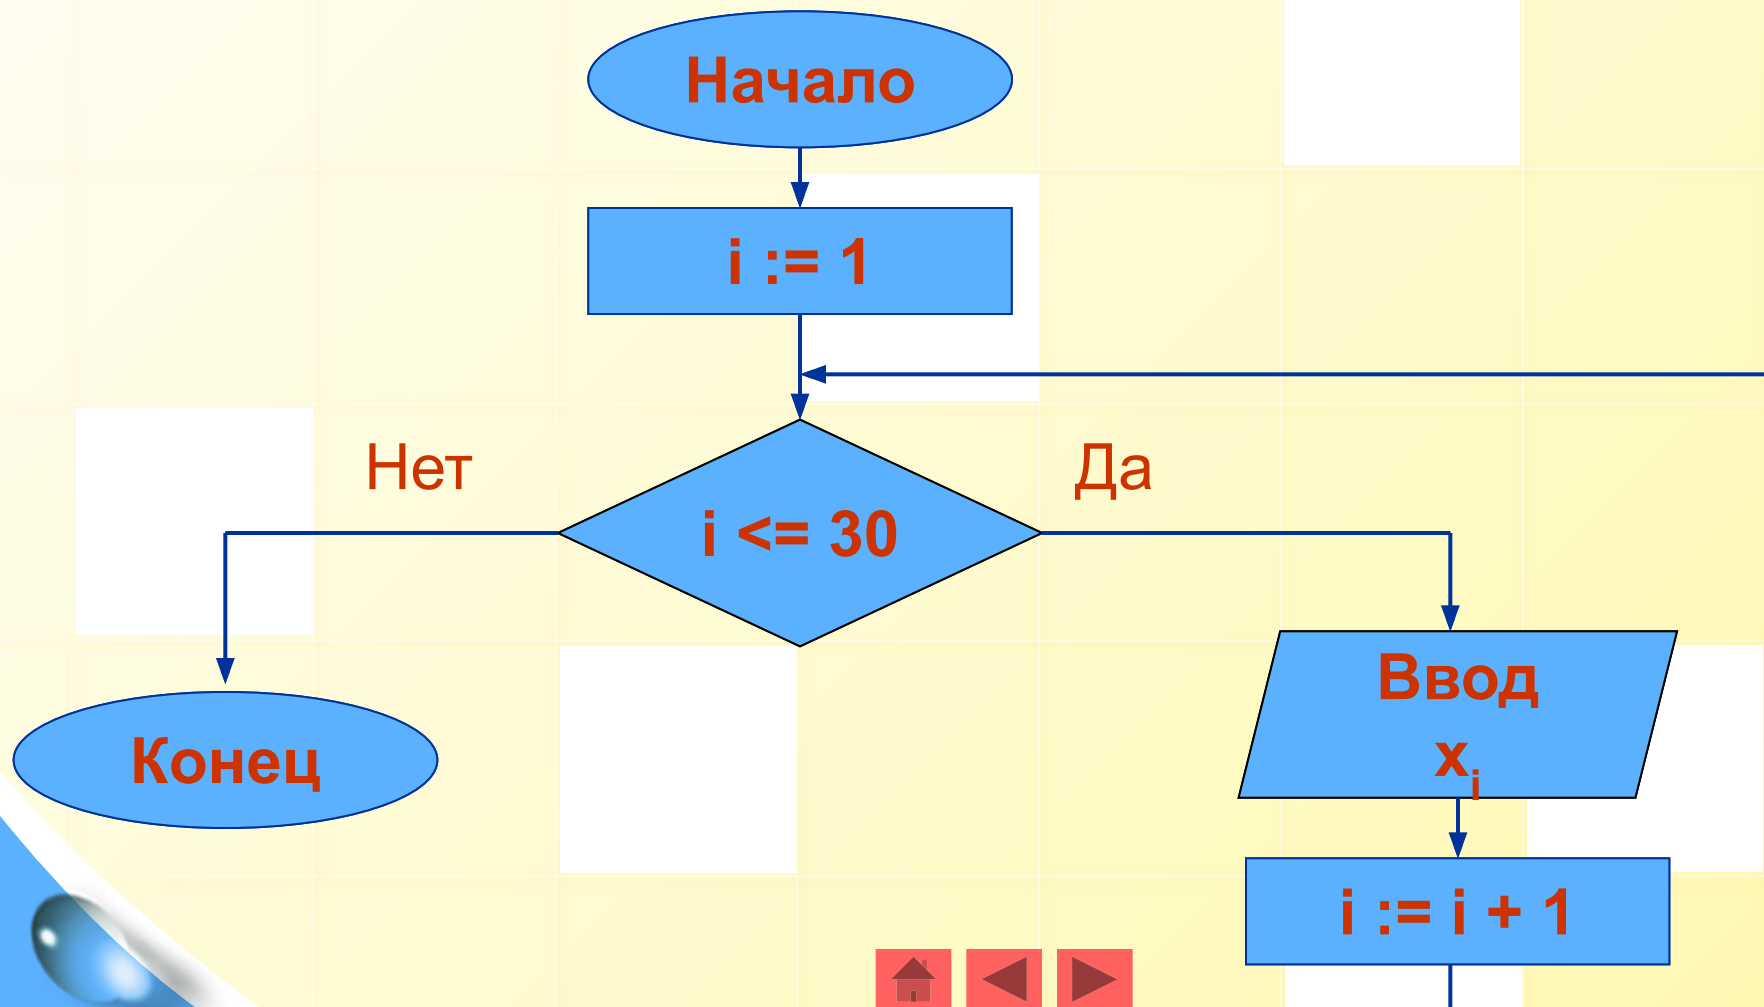 Начало
i := 1
Нет
Да
i <= 30
Ввод
xᵢ
Конец
i := i + 1